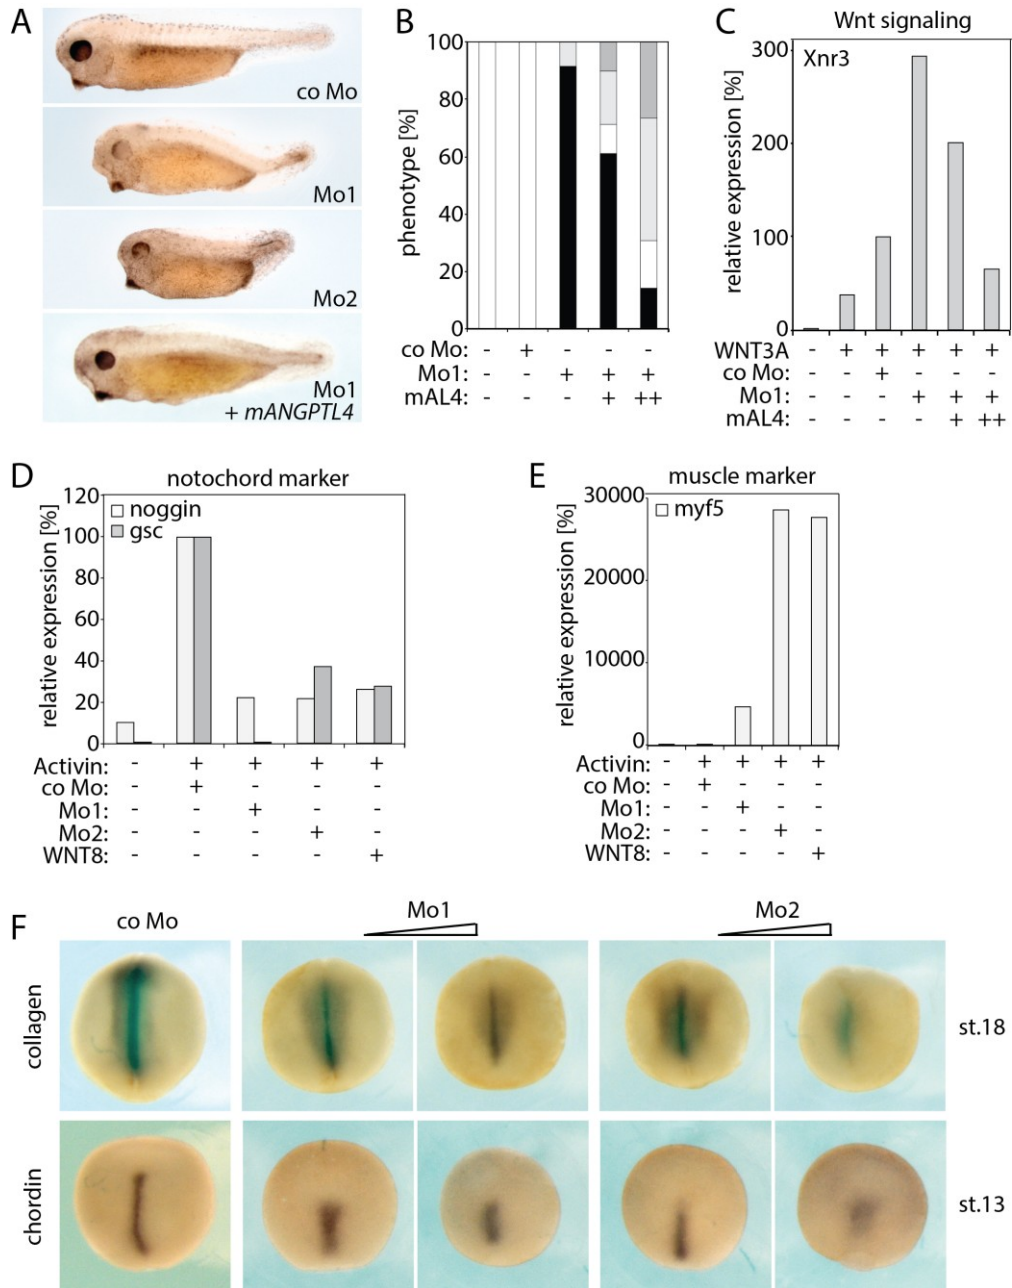 A
co Mo
Mo1
Mo2
Mo1
+ mANGPTL4
B
100
80
60
40
20
0
phenotype [%]
co Mo: - + - - -
Mo1: - - + + +
mAL4: - - - + ++
C
Wnt signaling
Xnr3
300
200
100
0
relative expression [%]
WNT3A - + + + + +
co Mo: - - + - - -
Mo1: - - - + + +
mAL4: - - - - + ++
D
notochord marker
noggin
gsc
120
100
80
60
40
20
0
relative expression [%]
Activin: - + + + +
co Mo: - + - - -
Mo1: - - + - -
Mo2: - - - + -
WNT8: - - - - +
E
muscle marker
myf5
30000
20000
10000
0
relative expression [%]
Activin: - + + + +
co Mo: - + - - -
Mo1: - - + - -
Mo2: - - - + -
WNT8: - - - - +
F
co Mo
Mo1
Mo2
collagen
st.18
chordin
st.13